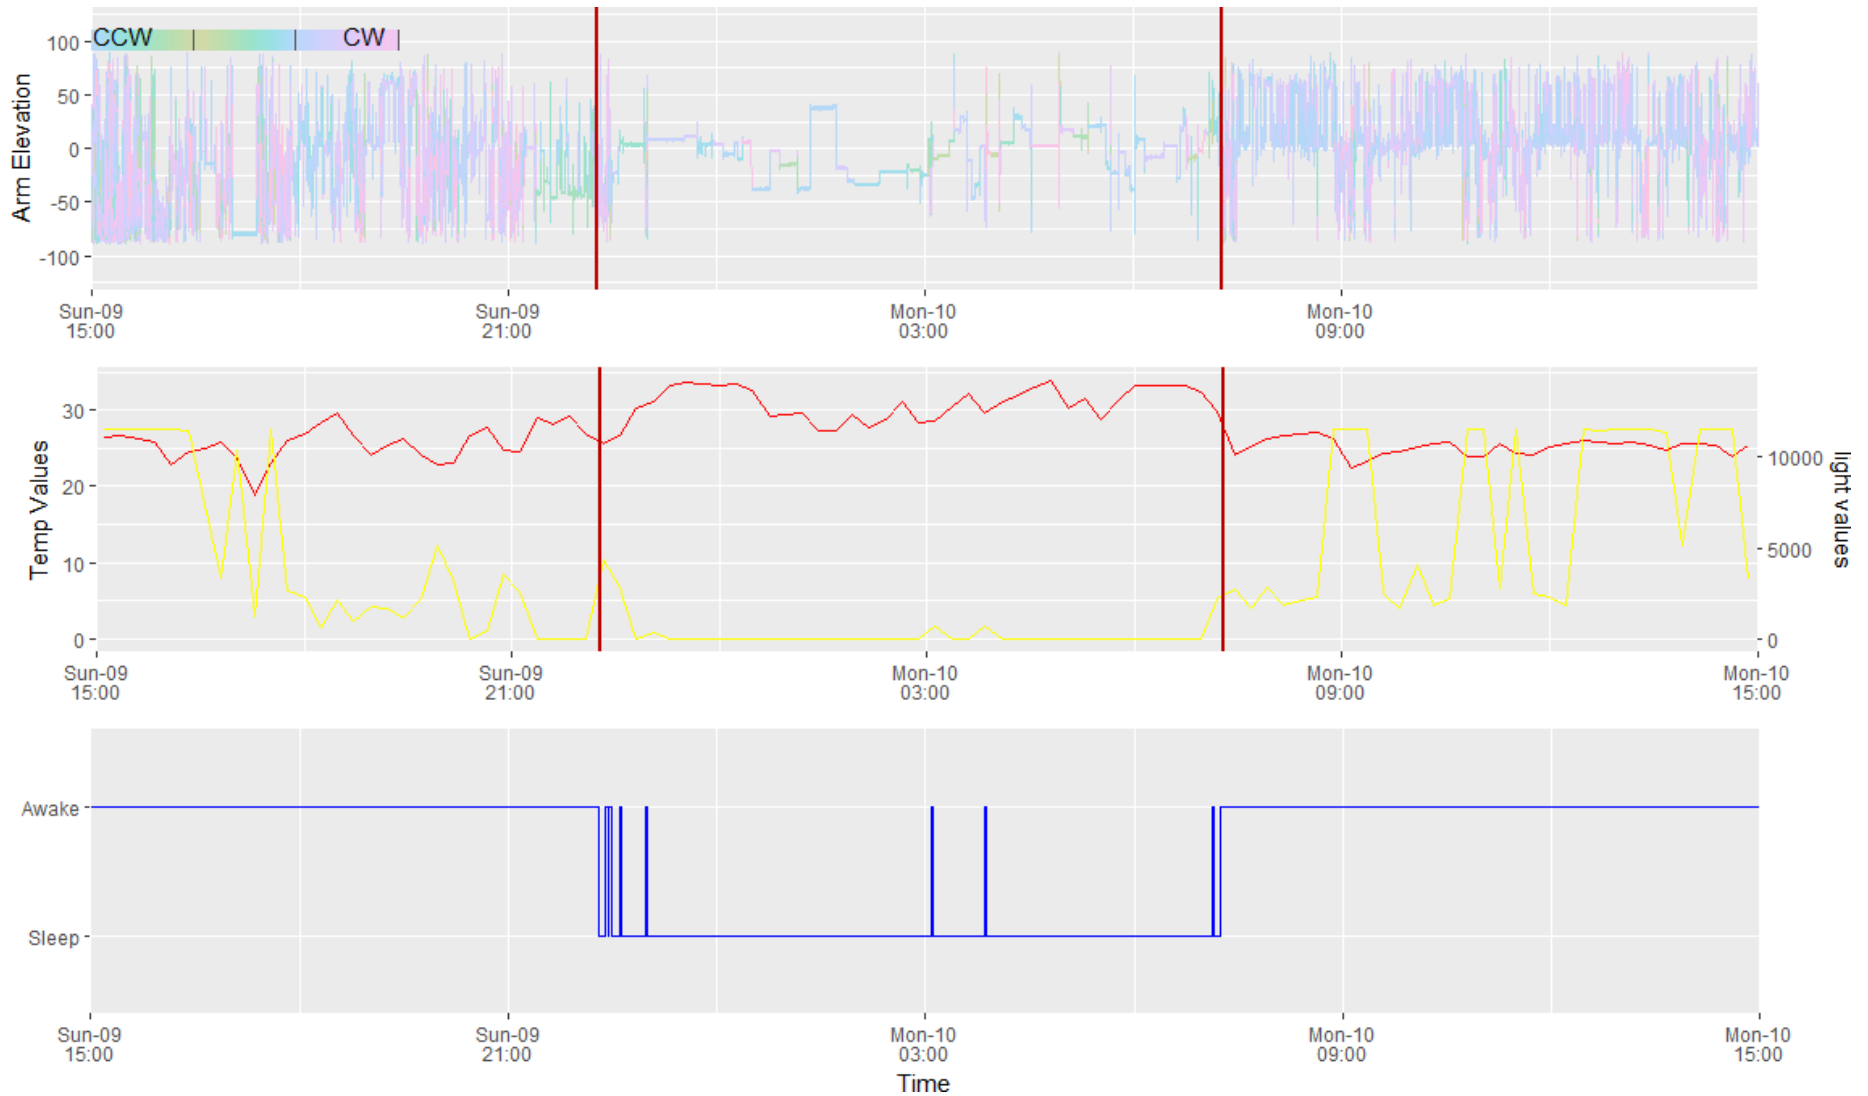 CCW CW
Arm Elevation
100
50
0
-50
-100
Sun-09 Sun-09 Mon-10 Mon-10
15:00 21:00 03:00 09:00
Temp Values
30
20
10
0
10000
5000
0
light values
Sun-09 Sun-09 Mon-10 Mon-10 Mon-10
15:00 21:00 03:00 09:00 15:00
Awake
Sleep
Sun-09 Sun-09 Mon-10 Mon-10 Mon-10
15:00 21:00 03:00 09:00 15:00
Time